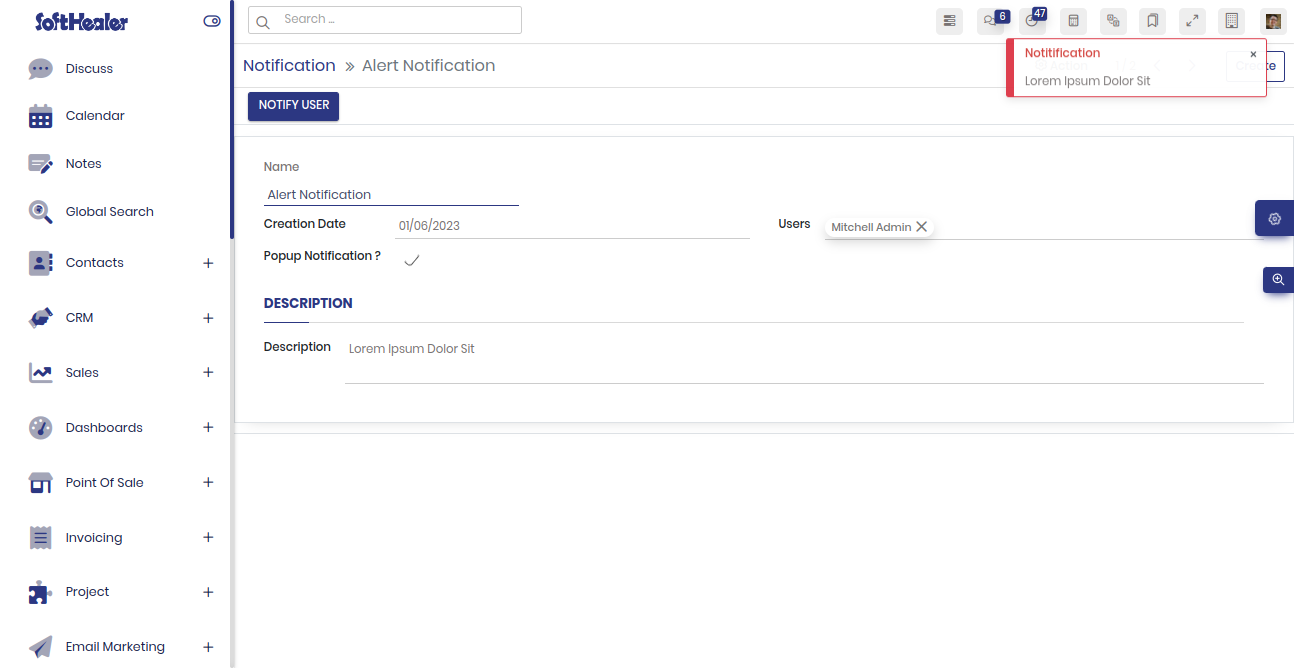 SoftHealer
Search ...
6
47
Discuss
Calendar
Notes
Global Search
Contacts +
CRM +
Sales +
Dashboards +
Point Of Sale +
Invoicing +
Project +
Email Marketing +
Notification » Alert Notification
Notitification ×
Lorem Ipsum Dolor Sit
Create
NOTIFY USER
Name
Alert Notification
Creation Date 01/06/2023
Users Mitchell Admin
Popup Notification ?
DESCRIPTION
Description Lorem Ipsum Dolor Sit